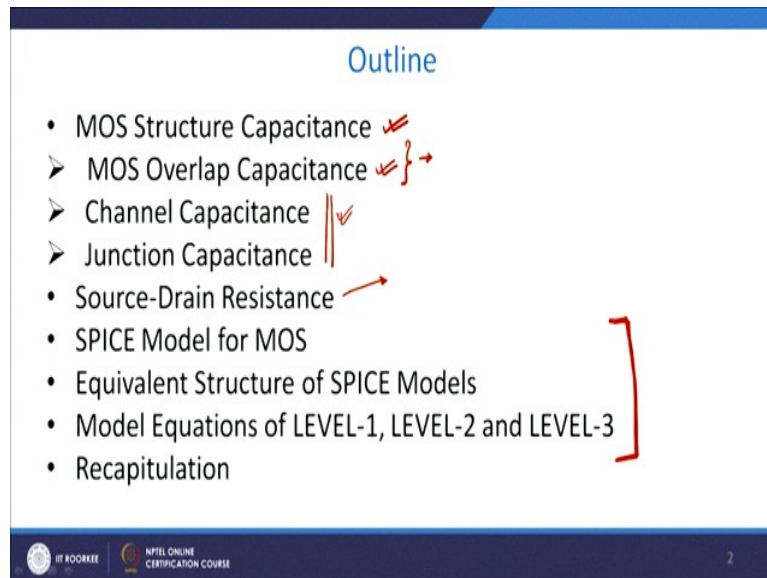 Outline
• MOS Structure Capacitance
➢ MOS Overlap Capacitance
➢ Channel Capacitance
➢ Junction Capacitance
• Source-Drain Resistance
• SPICE Model for MOS
• Equivalent Structure of SPICE Models
• Model Equations of LEVEL-1, LEVEL-2 and LEVEL-3
• Recapitulation
IIT ROORKEE
NPTEL ONLINE
CERTIFICATION COURSE
2